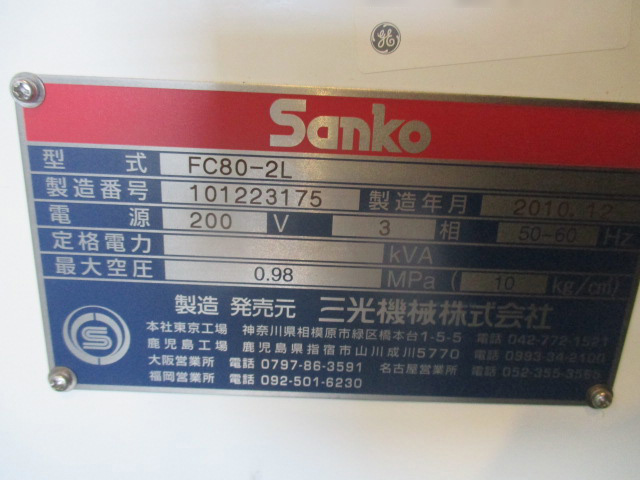 GE
Sanko
型式 FC80-2L
製造番号 101223175 製造年月 2010.12
電源 200 V 3 相 50-60 Hz
定格電力 kVA
最大空圧 0.98 MPa ( 10 kg/cm²)
製造 発売元 三光機械株式会社
本社東京工場 神奈川県相模原市緑区橋本台1-5-5 電話 042-772-1521
鹿児島工場 鹿児島県指宿市山川成川5770 電話 0993-34-2100
大阪営業所 電話 0797-86-3591 名古屋営業所 電話 052-355-3595
福岡営業所 電話 092-501-6230